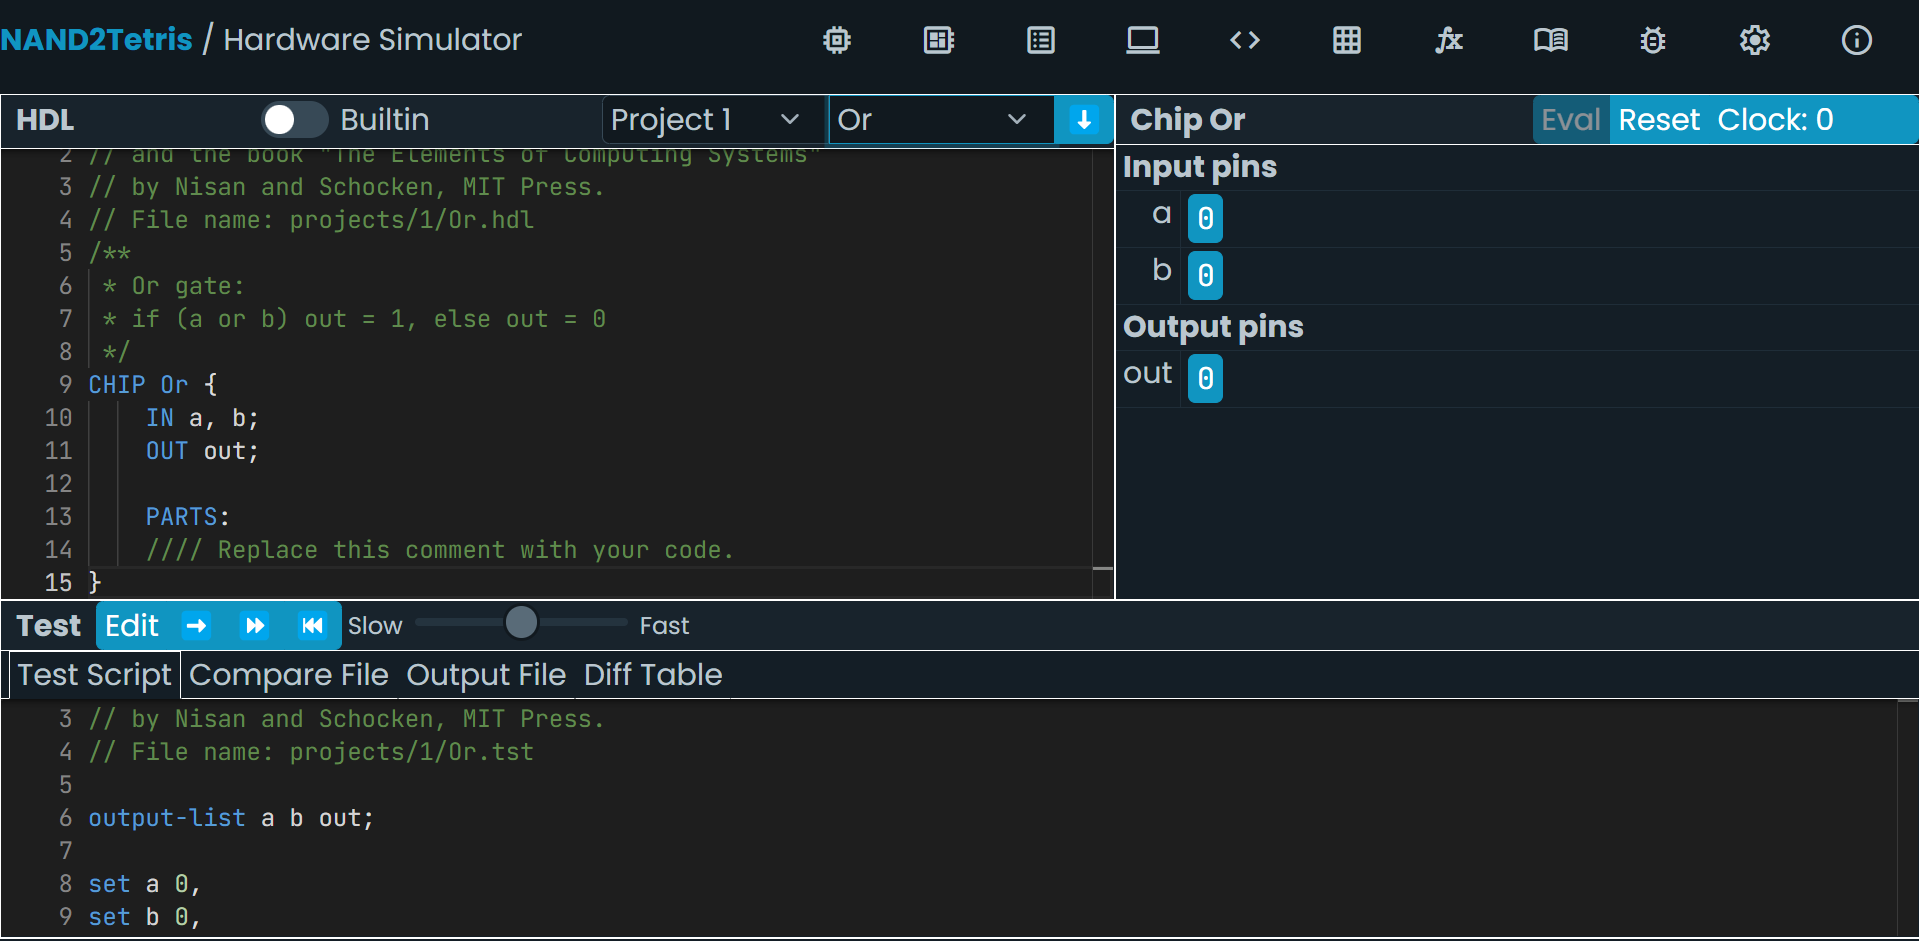 NAND2Tetris / Hardware Simulator
HDL Builtin Project 1 Or
2 // and the book "The Elements of Computing Systems"
3 // by Nisan and Schocken, MIT Press.
4 // File name: projects/1/Or.hdl
5 /**
6 * Or gate:
7 * if (a or b) out = 1, else out = 0
8 */
9 CHIP Or {
10 IN a, b;
11 OUT out;
12
13 PARTS:
14 //// Replace this comment with your code.
15 }
Chip Or Eval Reset Clock: 0
Input pins
a 0
b 0
Output pins
out 0
Test Edit Slow Fast
Test Script Compare File Output File Diff Table
3 // by Nisan and Schocken, MIT Press.
4 // File name: projects/1/Or.tst
5
6 output-list a b out;
7
8 set a 0,
9 set b 0,